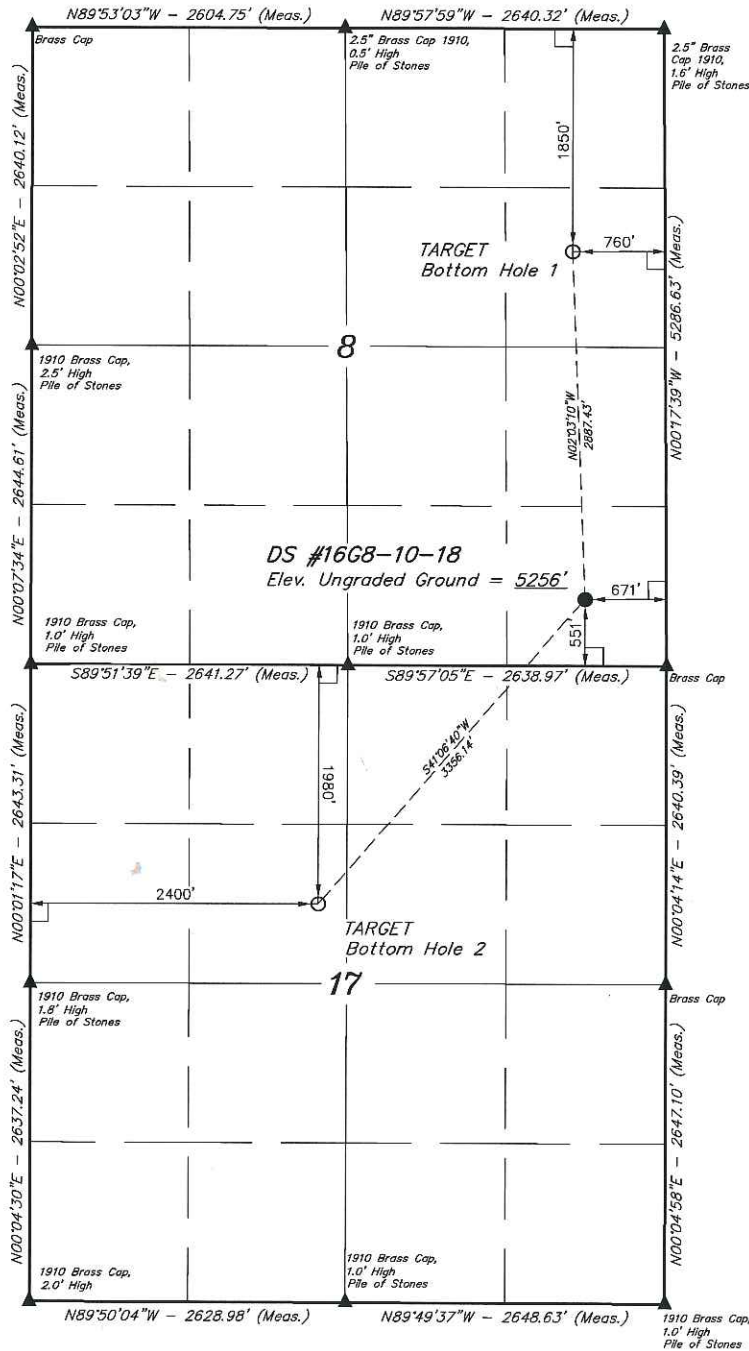 N89°53'03"W - 2604.75' (Meas.)
N89°57'59"W - 2640.32' (Meas.)
Brass Cap
2.5" Brass Cap 1910,
0.5' High
Pile of Stones
2.5" Brass
Cap 1910,
1.6' High
Pile of Stones
N00°02'52"E - 2640.12' (Meas.)
1850'
TARGET
Bottom Hole 1
760'
N00°17'39"W - 5286.63' (Meas.)
1910 Brass Cap,
2.5' High
Pile of Stones
8
N02°03'10"W
2887.43'
N00°07'34"E - 2644.61' (Meas.)
DS #16G8-10-18
Elev. Ungraded Ground = 5256'
671'
551
1910 Brass Cap,
1.0' High
Pile of Stones
1910 Brass Cap,
1.0' High
Pile of Stones
S89°51'39"E - 2641.27' (Meas.)
S89°57'05"E - 2638.97' (Meas.)
Brass Cap
N00°01'17"E - 2643.31' (Meas.)
1980'
S41°06'40"W
3356.14'
N00°04'14"E - 2640.39' (Meas.)
2400'
TARGET
Bottom Hole 2
17
1910 Brass Cap,
1.8' High
Pile of Stones
Brass Cap
N00°04'30"E - 2637.24' (Meas.)
N00°04'58"E - 2647.10' (Meas.)
1910 Brass Cap,
2.0' High
1910 Brass Cap,
1.0' High
Pile of Stones
N89°50'04"W - 2628.98' (Meas.)
N89°49'37"W - 2648.63' (Meas.)
1910 Brass Cap,
1.0' High
Pile of Stones